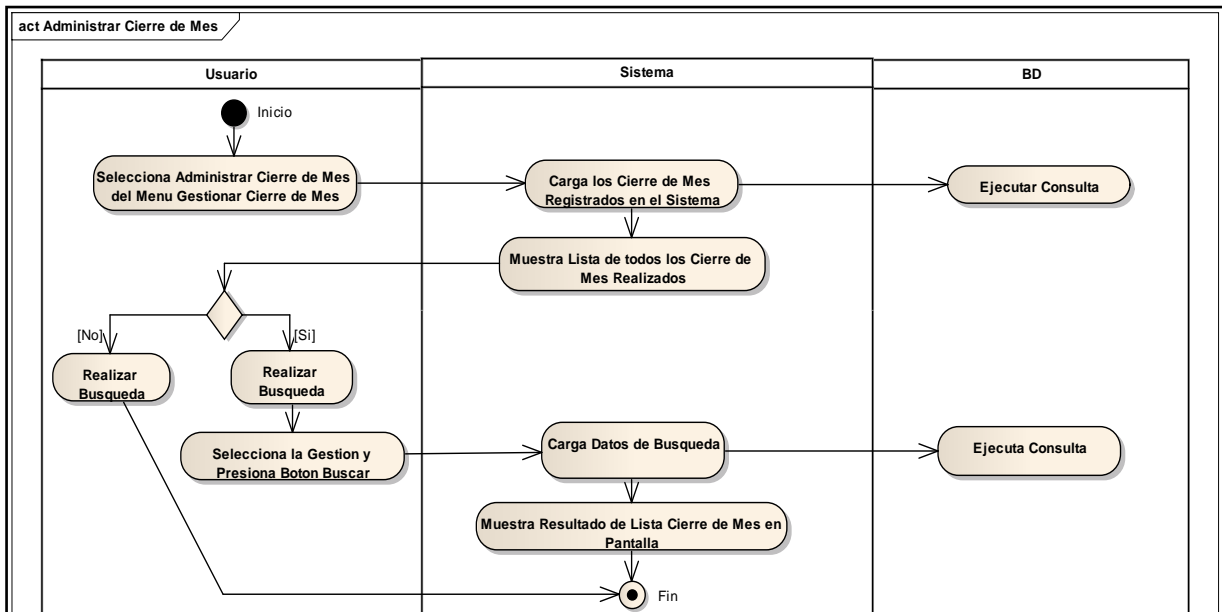 act Administrar Cierre de Mes
Usuario
Sistema
BD
Inicio
Selecciona Administrar Cierre de Mes
del Menu Gestionar Cierre de Mes
Carga los Cierre de Mes
Registrados en el Sistema
Ejecutar Consulta
Muestra Lista de todos los Cierre de
Mes Realizados
[No]
[Si]
Realizar
Busqueda
Realizar
Busqueda
Selecciona la Gestion y
Presiona Boton Buscar
Carga Datos de Busqueda
Ejecuta Consulta
Muestra Resultado de Lista Cierre de Mes en
Pantalla
Fin